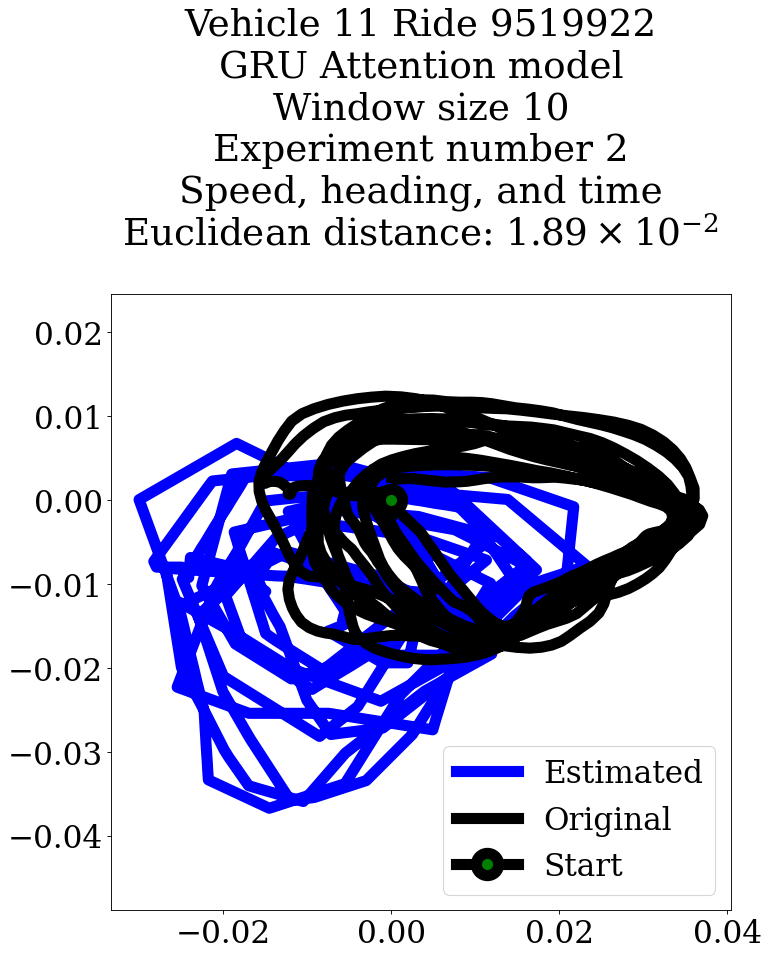 Vehicle 11 Ride 9519922
GRU Attention model
Window size 10
Experiment number 2
Speed, heading, and time
Euclidean distance: 1.89 × 10⁻²
0.02
0.01
0.00
−0.01
−0.02
−0.03
−0.04
−0.02 0.00 0.02 0.04
Estimated
Original
Start